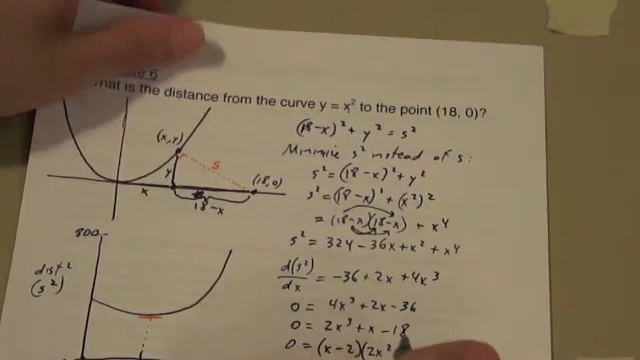 6
What is the distance from the curve y = x² to the point (18, 0)?
(18-x)² + y² = s²
Minimize s² instead of s:
s² = (18-x)² + y²
s² = (18-x)² + (x²)²
= (18-x)(18-x) + x⁴
s² = 324 - 36x + x² + x⁴
d(s²)/dx = -36 + 2x + 4x³
0 = 4x³ + 2x - 36
0 = 2x³ + x - 18
0 = (x-2)(2x²
(x,y)
s
y
(18,0)
x
18-x
800
dist²
(s²)